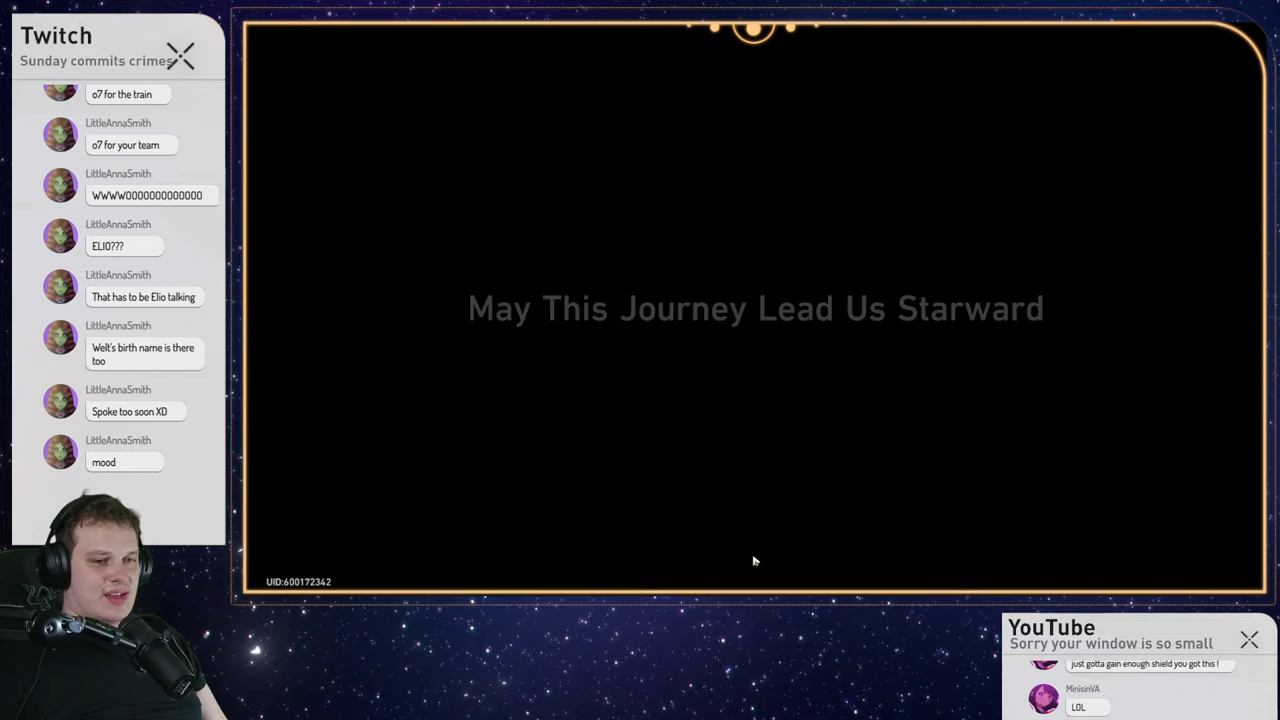 Twitch
Sunday commits crimes
o7 for the train
LittleAnnaSmith
o7 for your team
LittleAnnaSmith
WWWWOOOOOOOOOOOOO
LittleAnnaSmith
ELIO???
LittleAnnaSmith
That has to be Elio talking
LittleAnnaSmith
Welt's birth name is there
too
LittleAnnaSmith
Spoke too soon XD
LittleAnnaSmith
mood
May This Journey Lead Us Starward
UID:600172342
YouTube
Sorry your window is so small
just gotta gain enough shield you got this !
MinisinVA
LOL